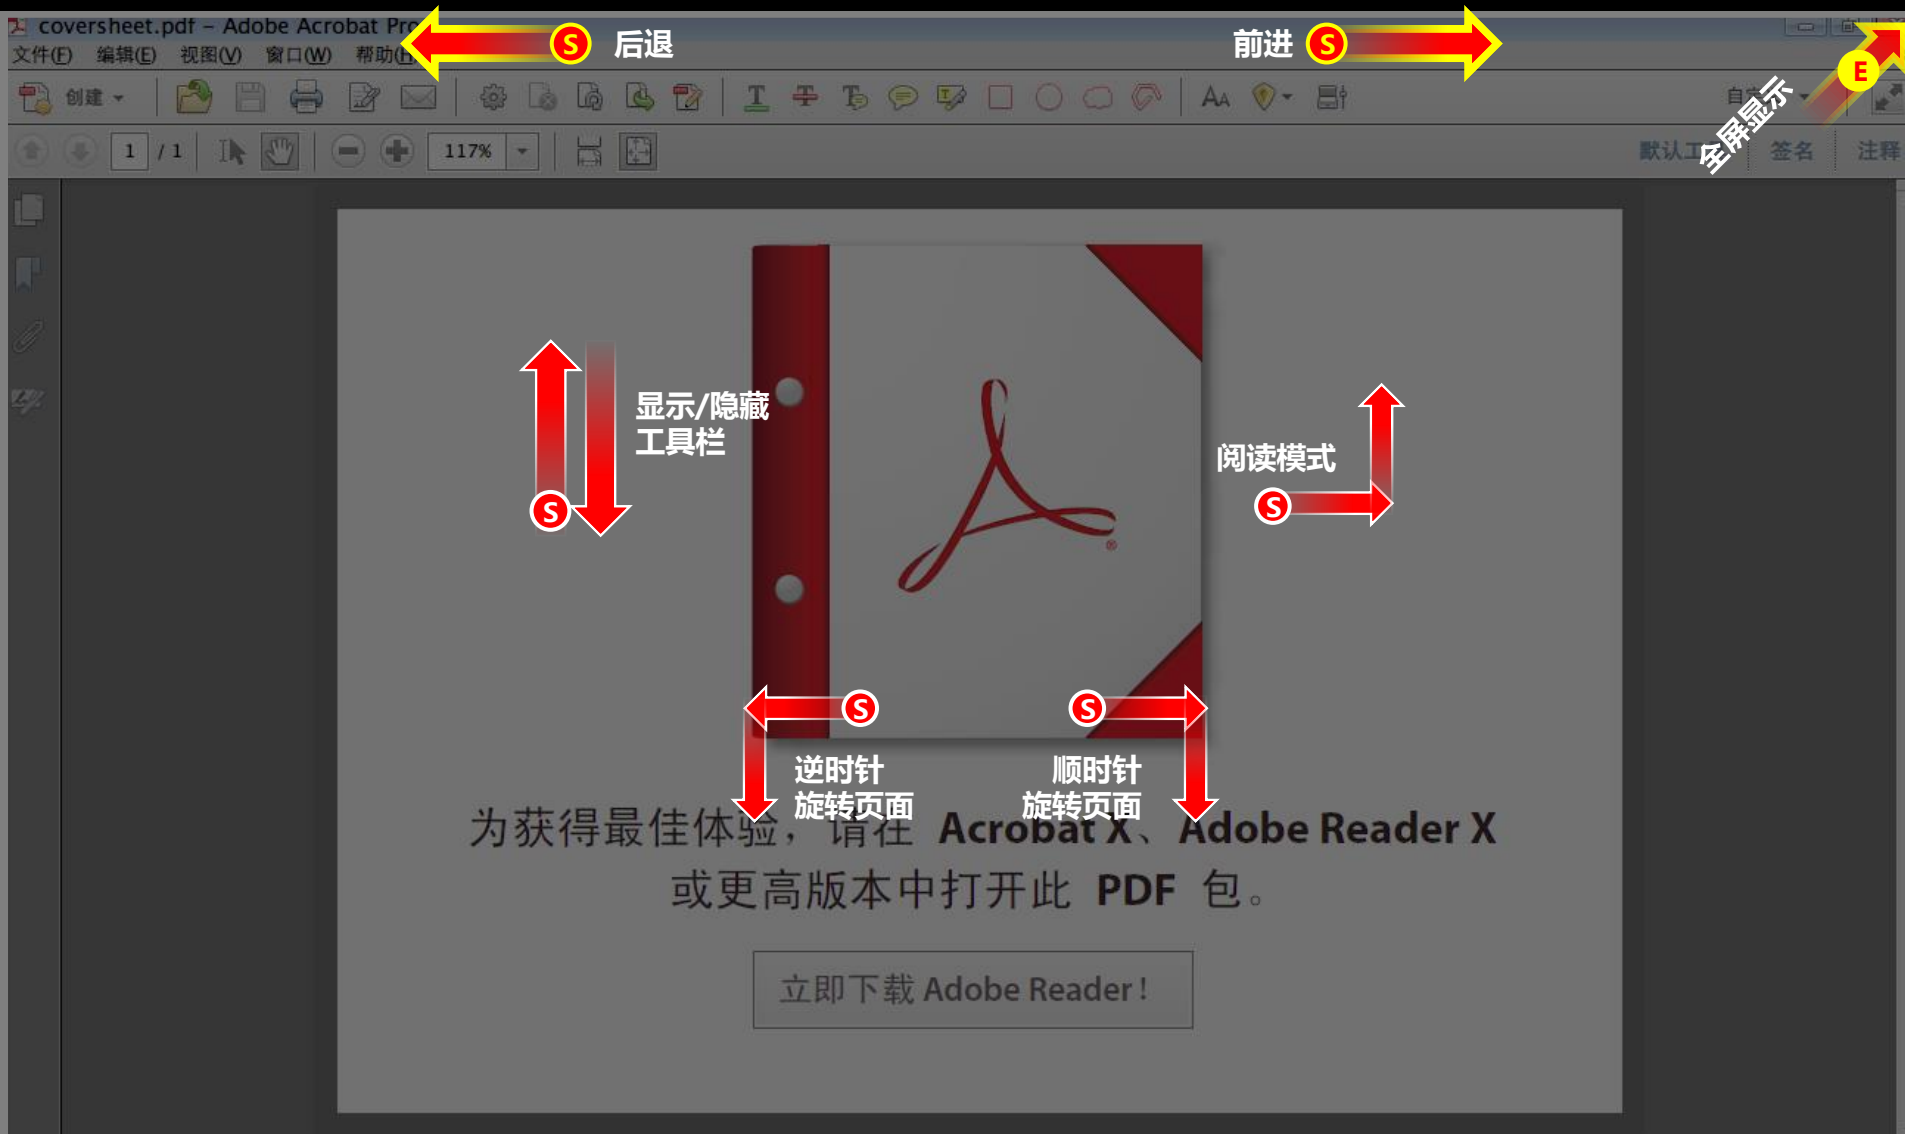 coversheet.pdf – Adobe Acrobat Pro
S 后退
前进 S
E
全屏显示
文件(F) 编辑(E) 视图(V) 窗口(W) 帮助(H
创建
T T T T AA
1 / 1 117%
签名 注释
显示/隐藏
工具栏
S
阅读模式
S
S
逆时针
旋转页面
S
顺时针
旋转页面
为获得最佳体验，请在 Acrobat X、Adobe Reader X
或更高版本中打开此 PDF 包。
立即下载 Adobe Reader！